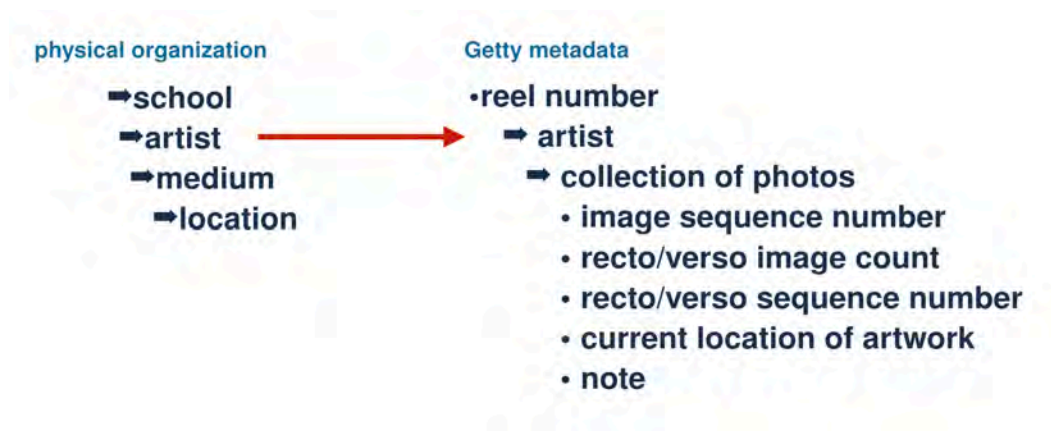 physical organization
➡school
➡artist
➡medium
➡location
Getty metadata
•reel number
➡ artist
➡ collection of photos
• image sequence number
• recto/verso image count
• recto/verso sequence number
• current location of artwork
• note